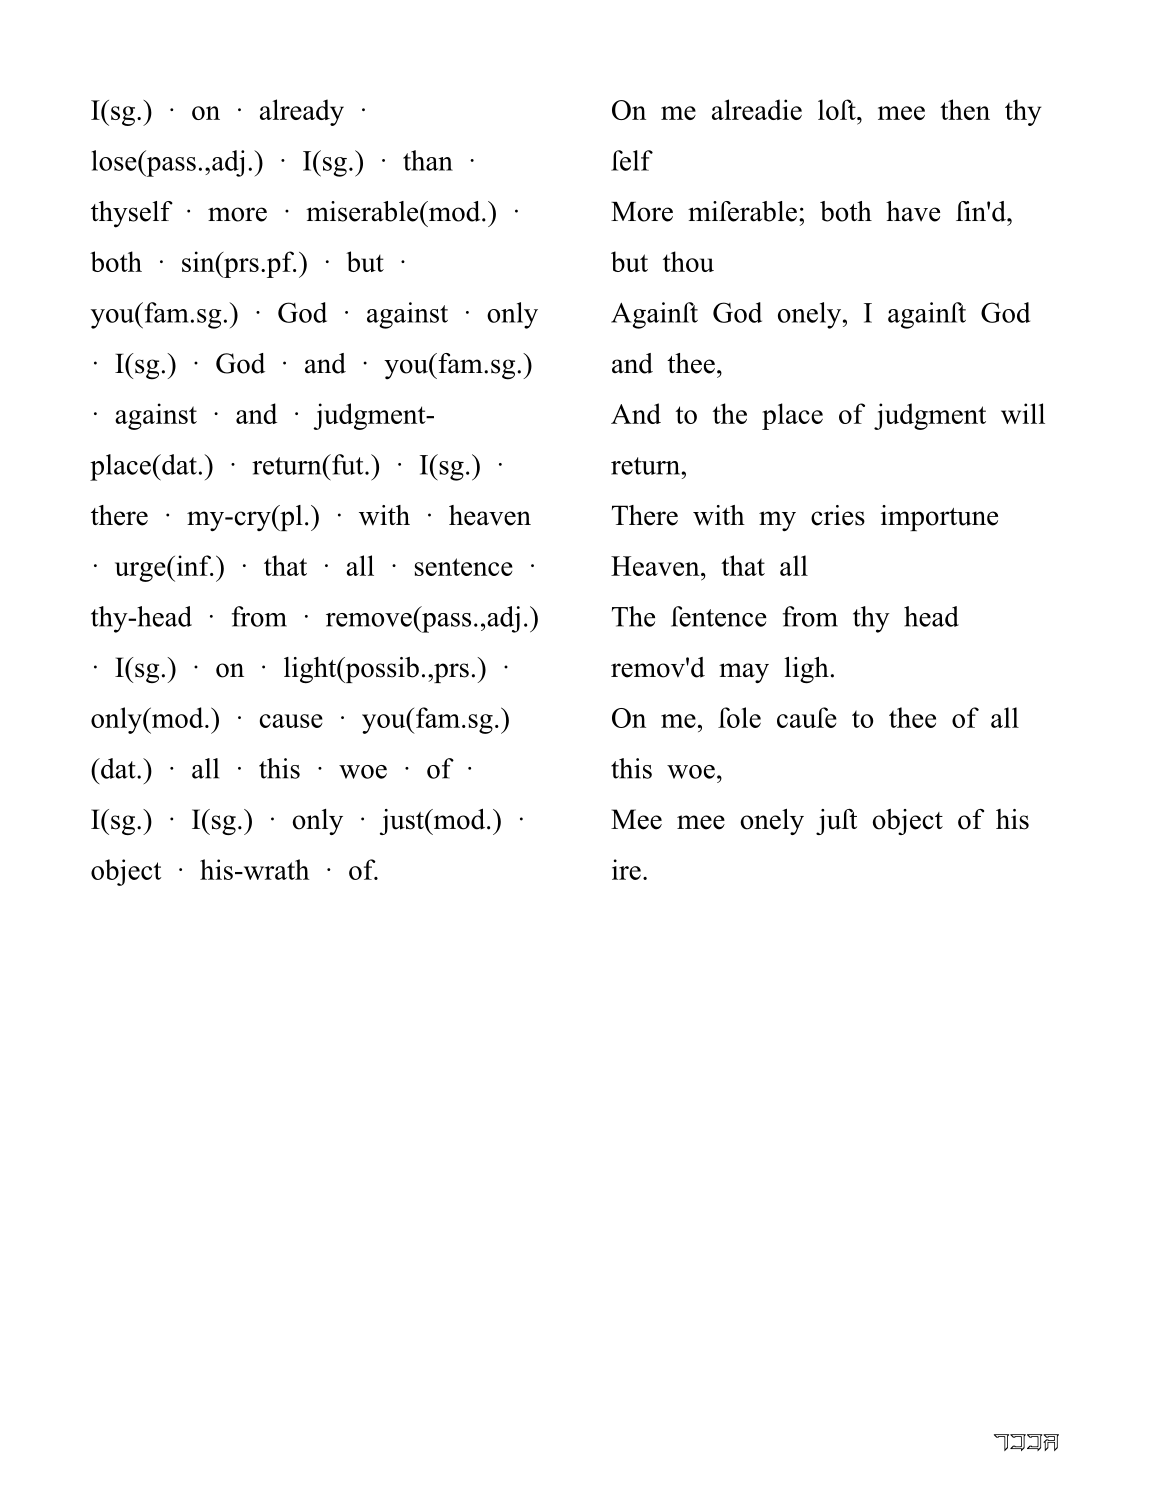 I(sg.) · on · already ·
lose(pass.,adj.) · I(sg.) · than ·
thyself · more · miserable(mod.) ·
both · sin(prs.pf.) · but ·
you(fam.sg.) · God · against · only
· I(sg.) · God · and · you(fam.sg.)
· against · and · judgment-
place(dat.) · return(fut.) · I(sg.) ·
there · my-cry(pl.) · with · heaven
· urge(inf.) · that · all · sentence ·
thy-head · from · remove(pass.,adj.)
· I(sg.) · on · light(possib.,prs.) ·
only(mod.) · cause · you(fam.sg.)
(dat.) · all · this · woe · of ·
I(sg.) · I(sg.) · only · just(mod.) ·
object · his-wrath · of.
On me alreadie loſt, mee then thy
ſelf
More miſerable; both have ſin'd,
but thou
Againſt God onely, I againſt God
and thee,
And to the place of judgment will
return,
There with my cries importune
Heaven, that all
The ſentence from thy head
remov'd may ligh.
On me, ſole cauſe to thee of all
this woe,
Mee mee onely juſt object of his
ire.